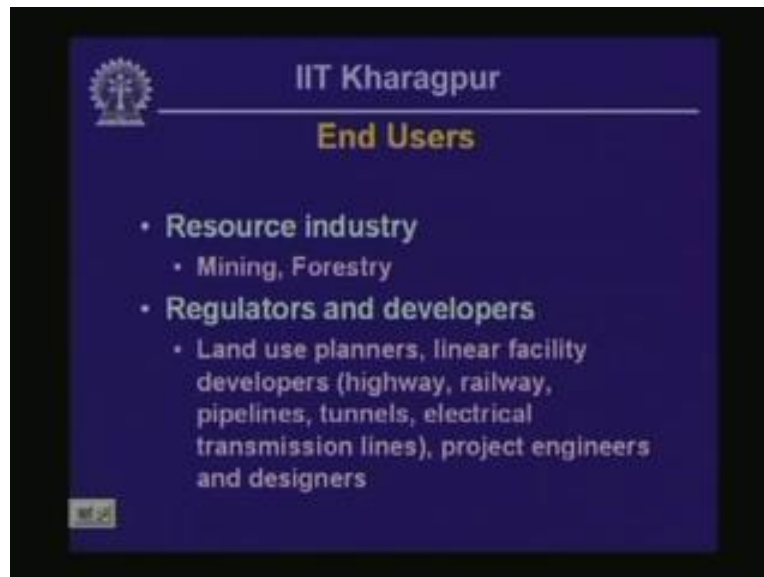 IIT Kharagpur
End Users
• Resource industry
• Mining, Forestry
• Regulators and developers
• Land use planners, linear facility
developers (highway, railway,
pipelines, tunnels, electrical
transmission lines), project engineers
and designers